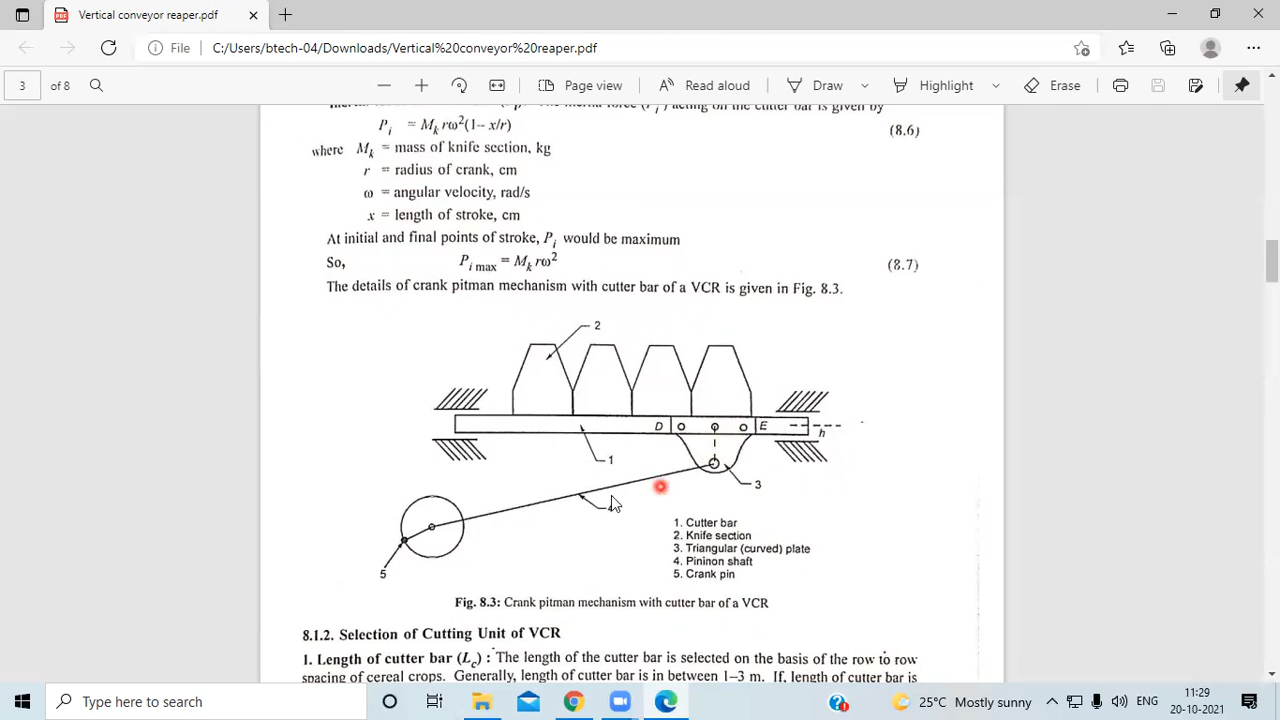 Vertical conveyor reaper.pdf
File
C:/Users/btech-04/Downloads/Vertical%20conveyor%20reaper.pdf
3 of 8
Page view
Read aloud
Draw
Highlight
Erase
acting on the cutter bar is given by
P_i = M_k rω²(1– x/r) (8.6)
where M_k = mass of knife section, kg
r = radius of crank, cm
ω = angular velocity, rad/s
x = length of stroke, cm
At initial and final points of stroke, P_i would be maximum
So, P_i max = M_k rω² (8.7)
The details of crank pitman mechanism with cutter bar of a VCR is given in Fig. 8.3.
2
D E
h
1
3
5
1. Cutter bar
2. Knife section
3. Triangular (curved) plate
4. Pininon shaft
5. Crank pin
Fig. 8.3: Crank pitman mechanism with cutter bar of a VCR
8.1.2. Selection of Cutting Unit of VCR
1. Length of cutter bar (L_c) : The length of the cutter bar is selected on the basis of the row to row
spacing of cereal crops. Generally, length of cutter bar is in between 1–3 m. If, length of cutter bar is
Type here to search
25°C Mostly sunny
ENG
11:29
20-10-2021